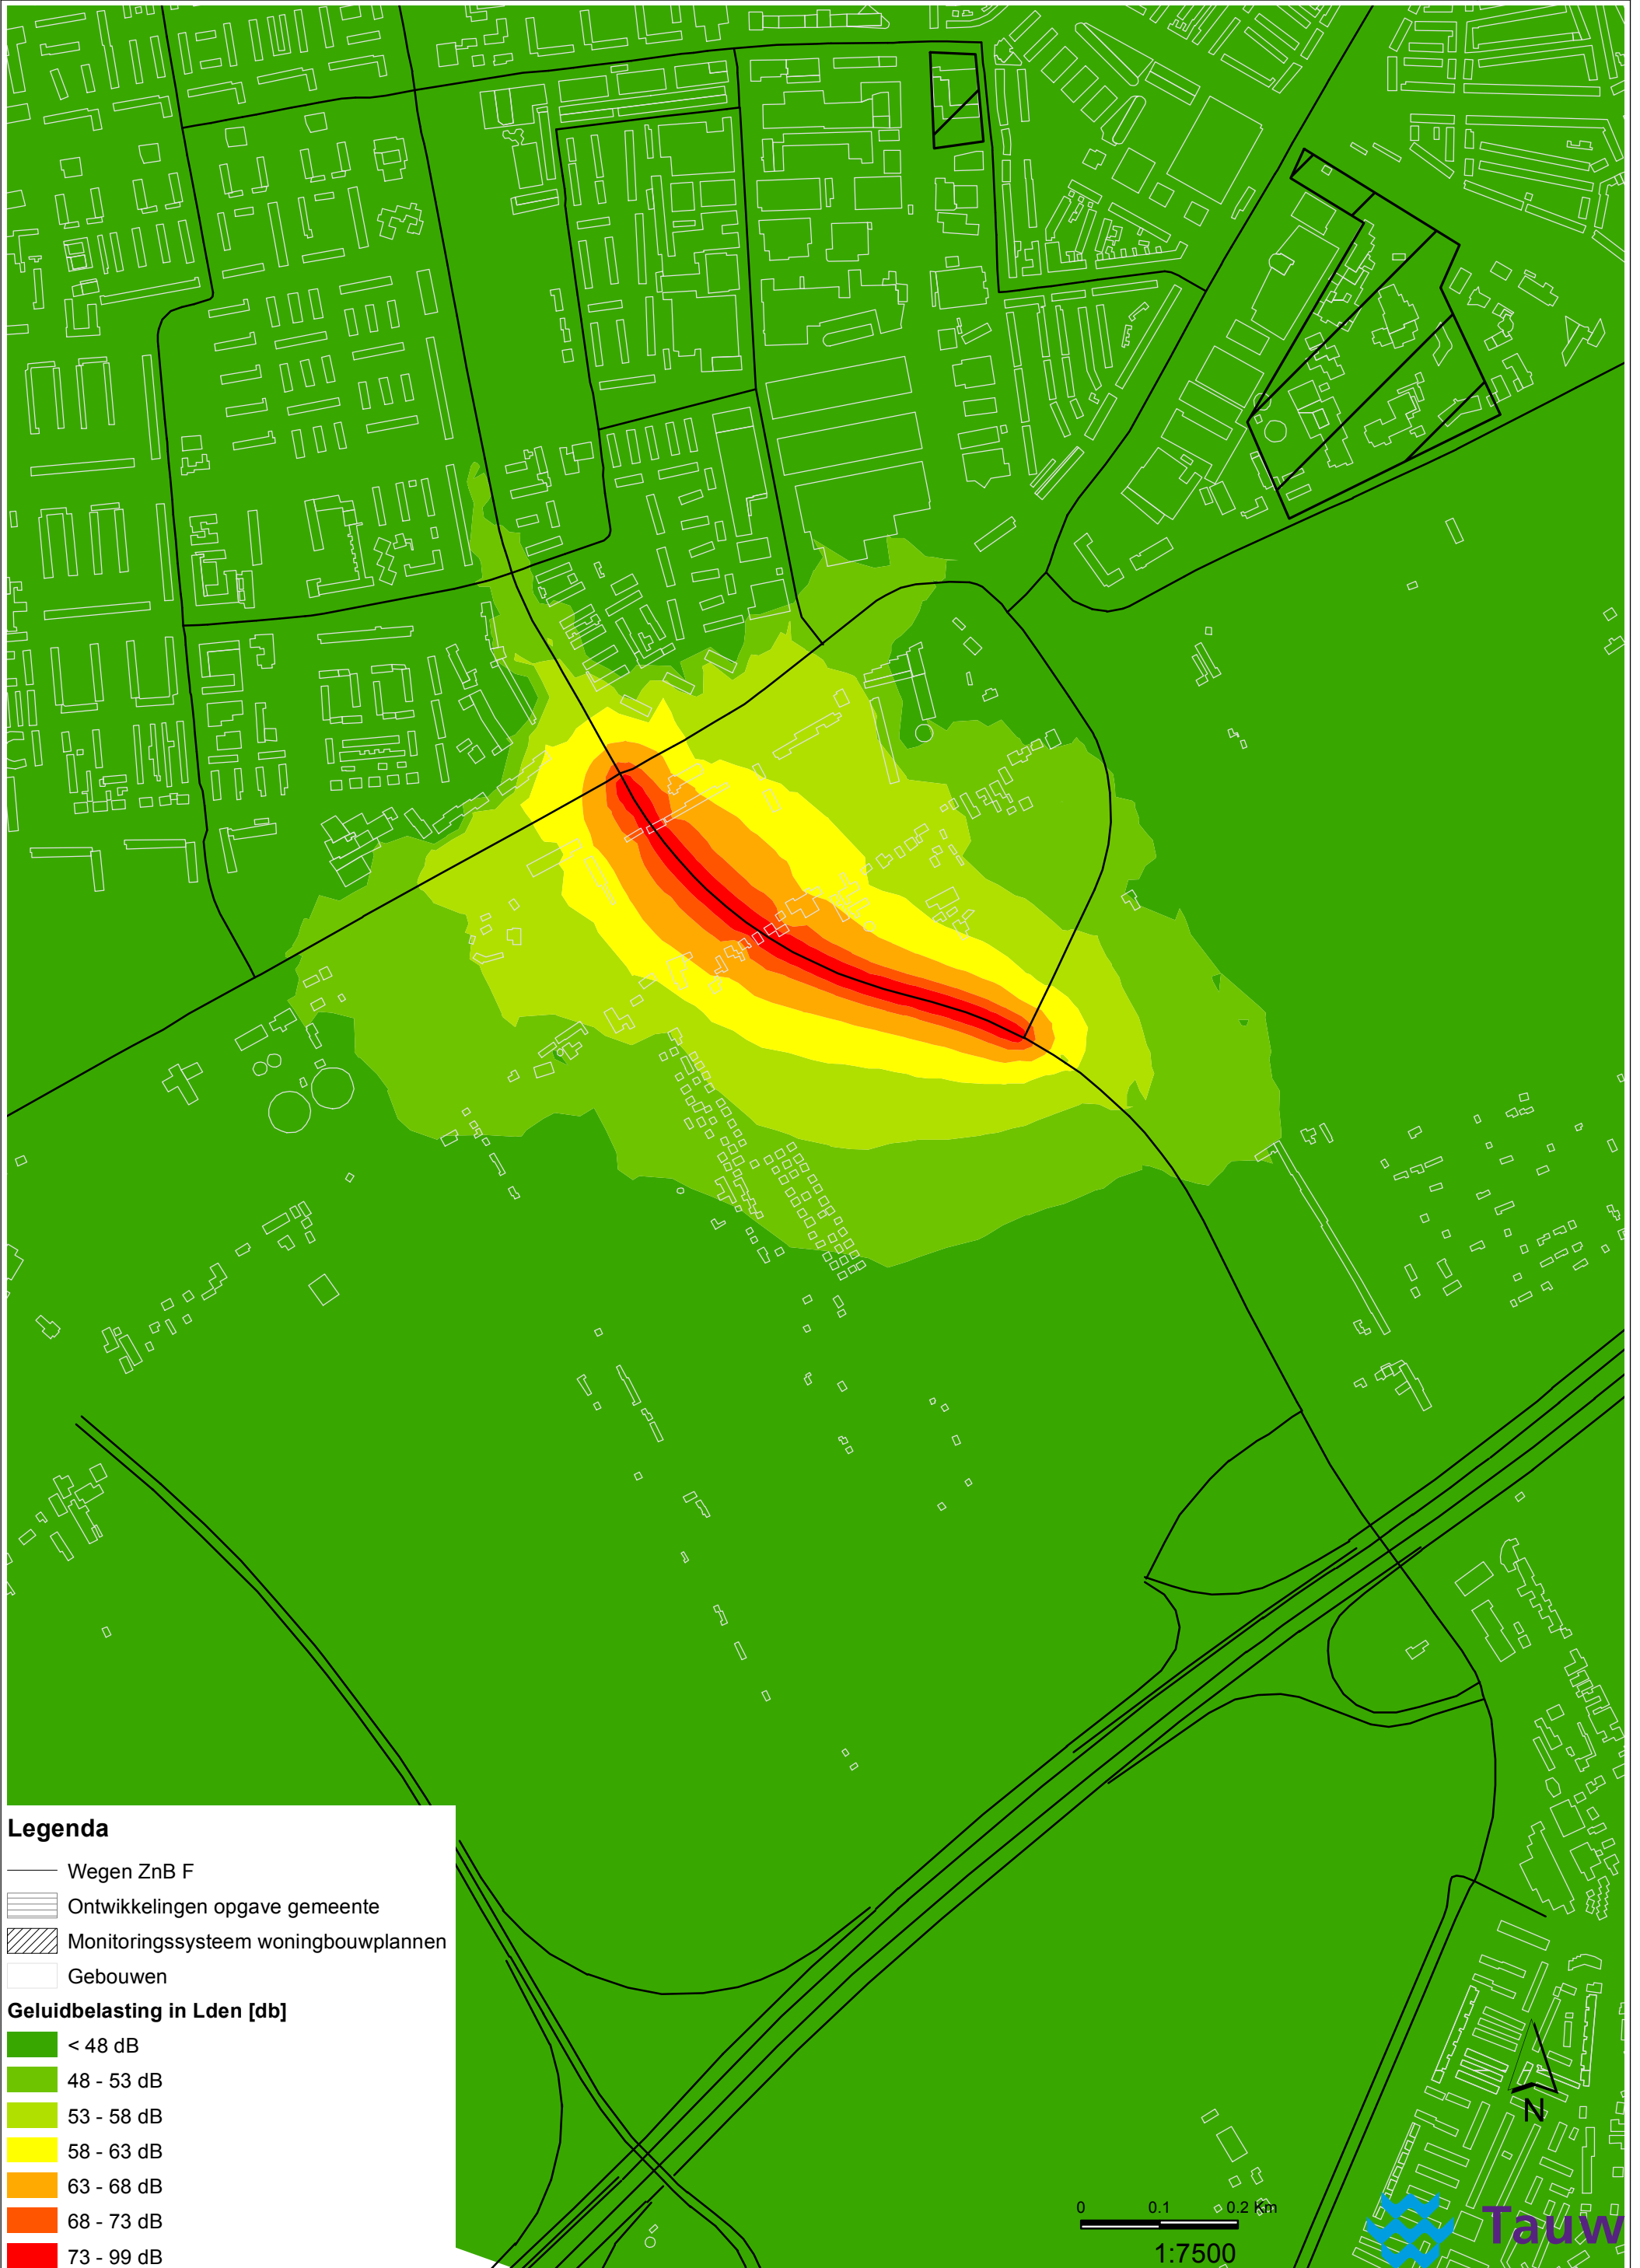 Legenda
Wegen ZnB F
Ontwikkelingen opgave gemeente
Monitoringssysteem woningbouwplannen
Gebouwen
Geluidbelasting in Lden [db]
< 48 dB
48 - 53 dB
53 - 58 dB
58 - 63 dB
63 - 68 dB
68 - 73 dB
73 - 99 dB
N
0 0.1 0.2 Km
1:7500
Tauw